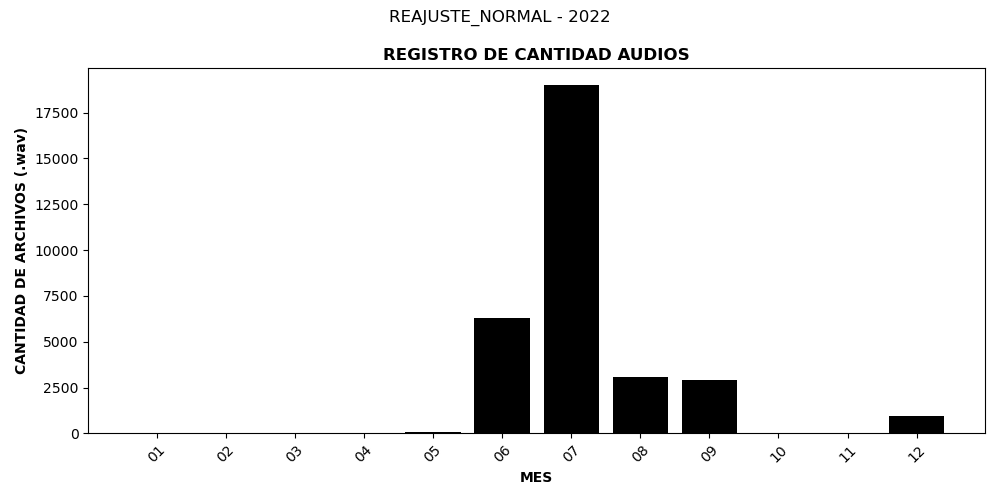 REAJUSTE_NORMAL - 2022
REGISTRO DE CANTIDAD AUDIOS
CANTIDAD DE ARCHIVOS (.wav)
17500
15000
12500
10000
7500
5000
2500
0
01 02 03 04 05 06 07 08 09 10 11 12
MES